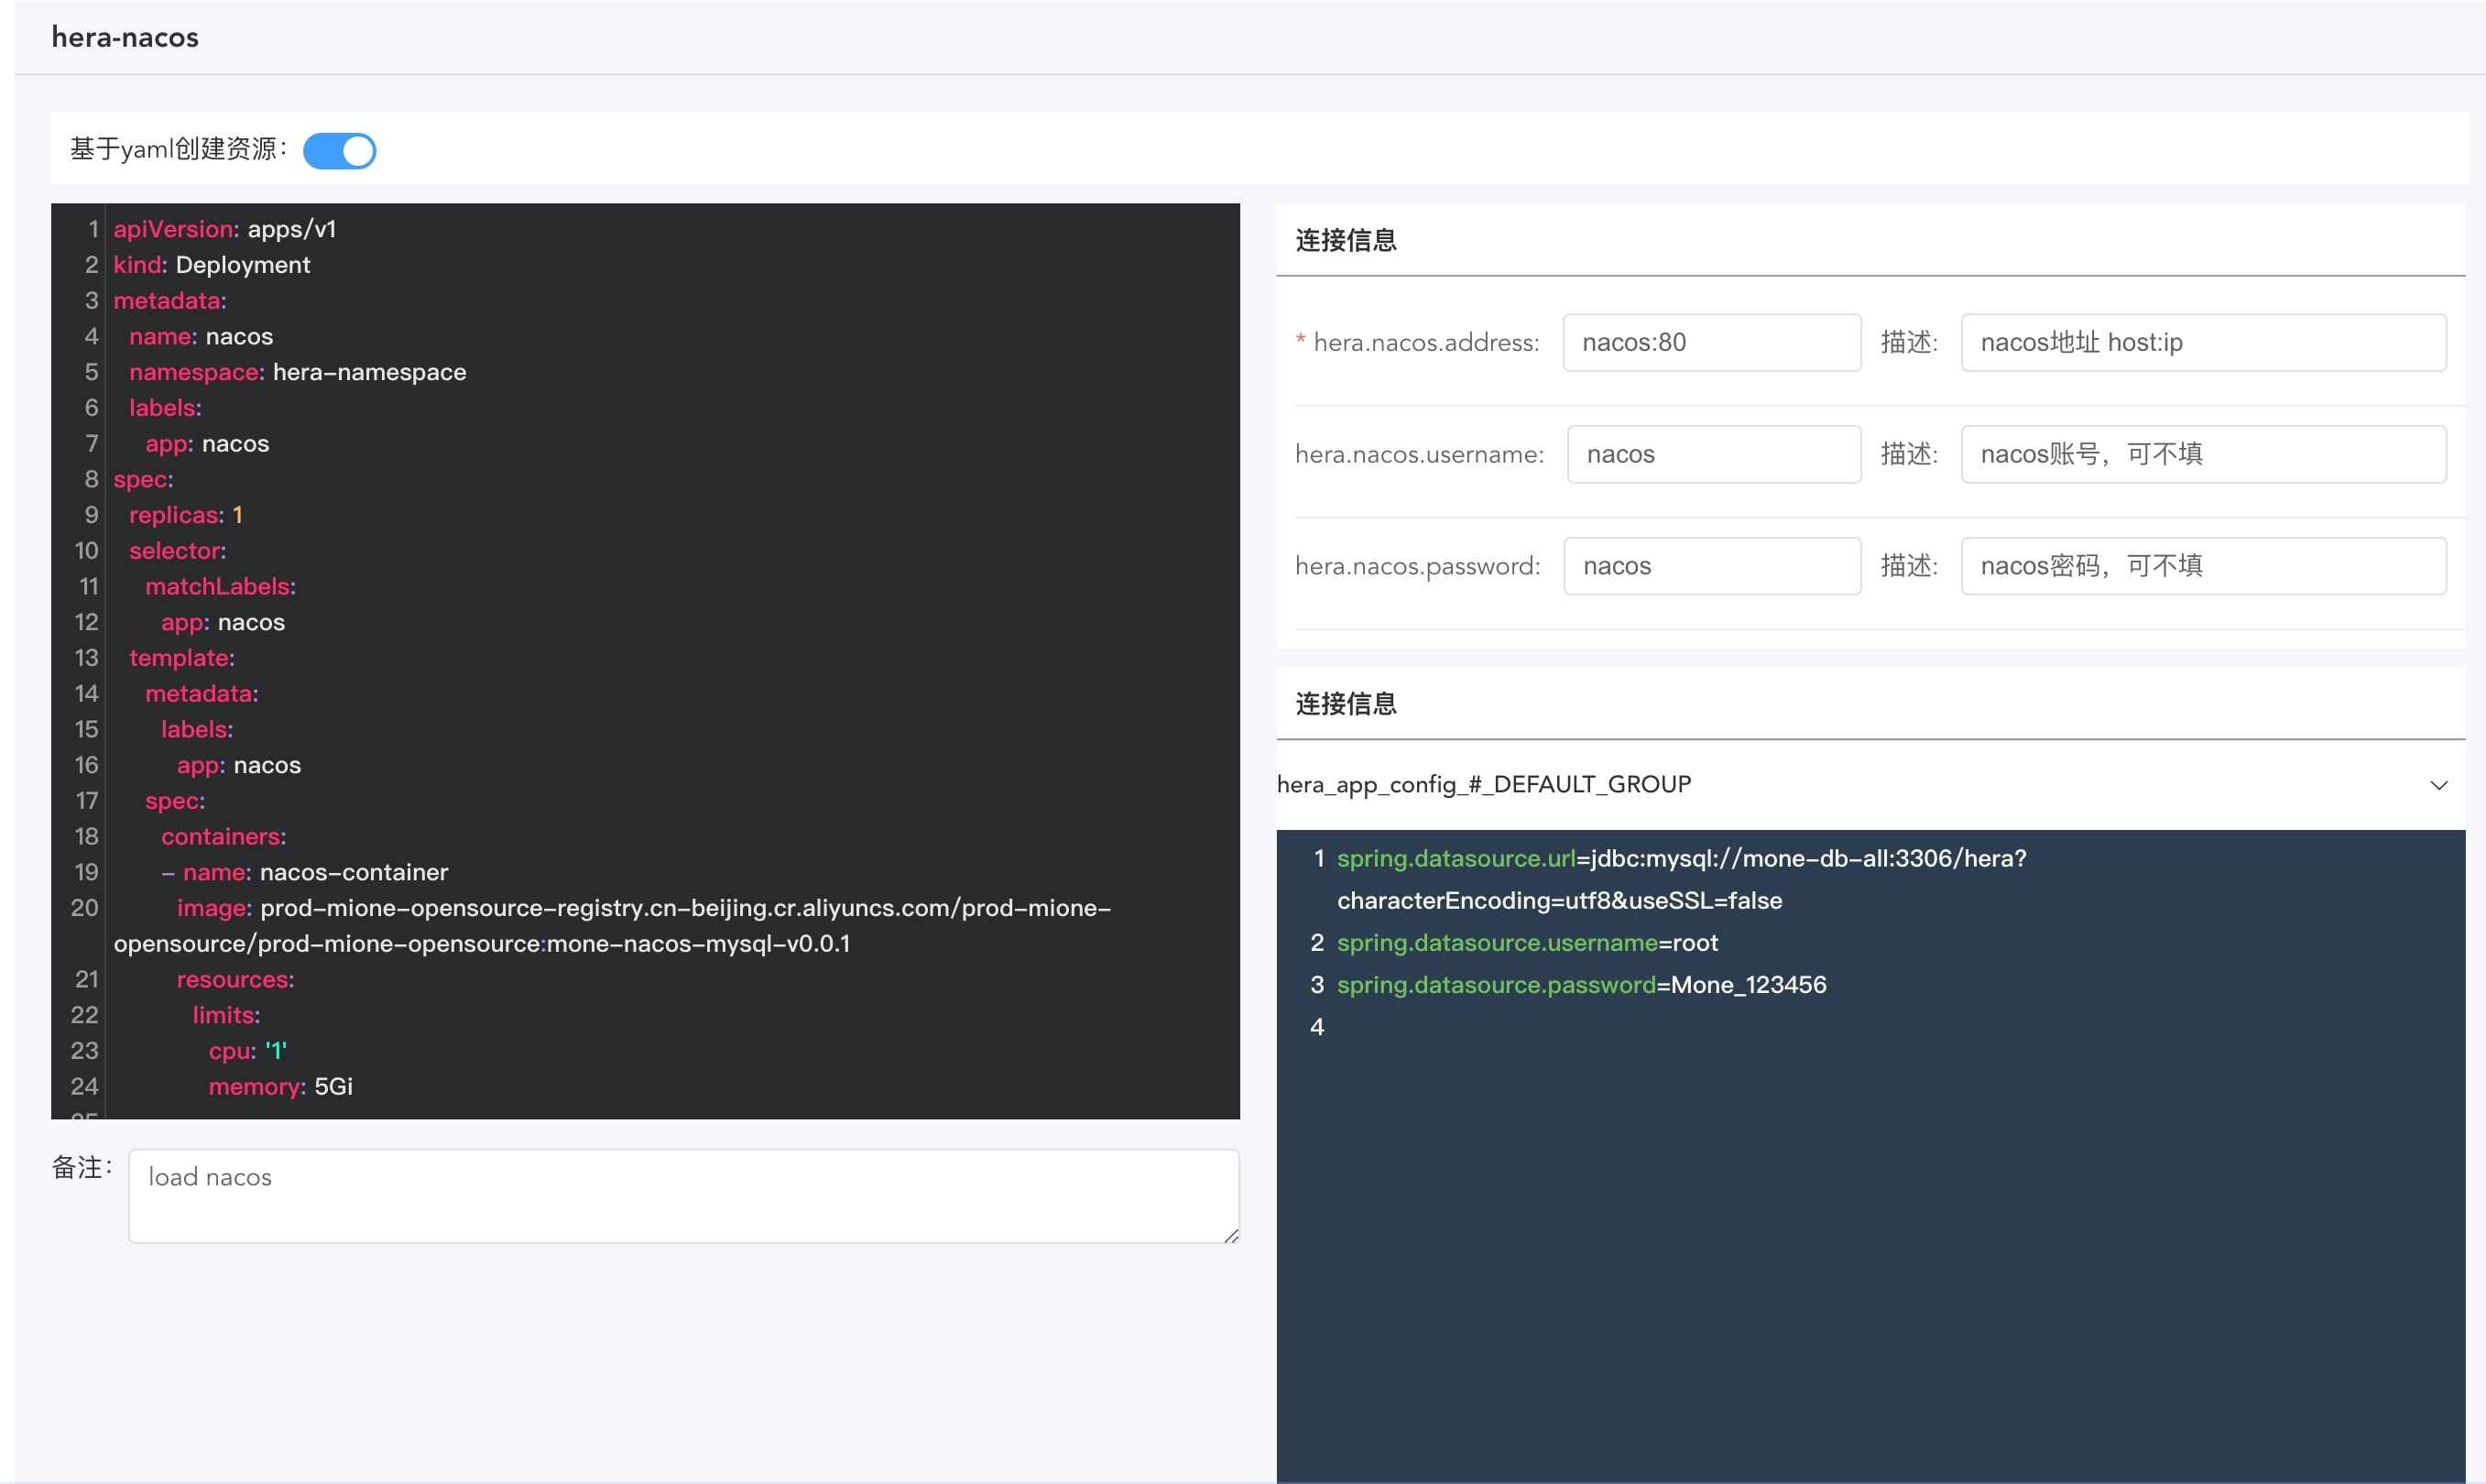 hera-nacos
基于yaml创建资源：
1 apiVersion: apps/v1
2 kind: Deployment
3 metadata:
4 name: nacos
5 namespace: hera-namespace
6 labels:
7 app: nacos
8 spec:
9 replicas: 1
10 selector:
11 matchLabels:
12 app: nacos
13 template:
14 metadata:
15 labels:
16 app: nacos
17 spec:
18 containers:
19 - name: nacos-container
20 image: prod-mione-opensource-registry.cn-beijing.cr.aliyuncs.com/prod-mione-
opensource/prod-mione-opensource:mone-nacos-mysql-v0.0.1
21 resources:
22 limits:
23 cpu: '1'
24 memory: 5Gi
备注： load nacos
连接信息
* hera.nacos.address: nacos:80 描述: nacos地址 host:ip
hera.nacos.username: nacos 描述: nacos账号，可不填
hera.nacos.password: nacos 描述: nacos密码，可不填
连接信息
hera_app_config_#_DEFAULT_GROUP
1 spring.datasource.url=jdbc:mysql://mone-db-all:3306/hera?
characterEncoding=utf8&useSSL=false
2 spring.datasource.username=root
3 spring.datasource.password=Mone_123456
4